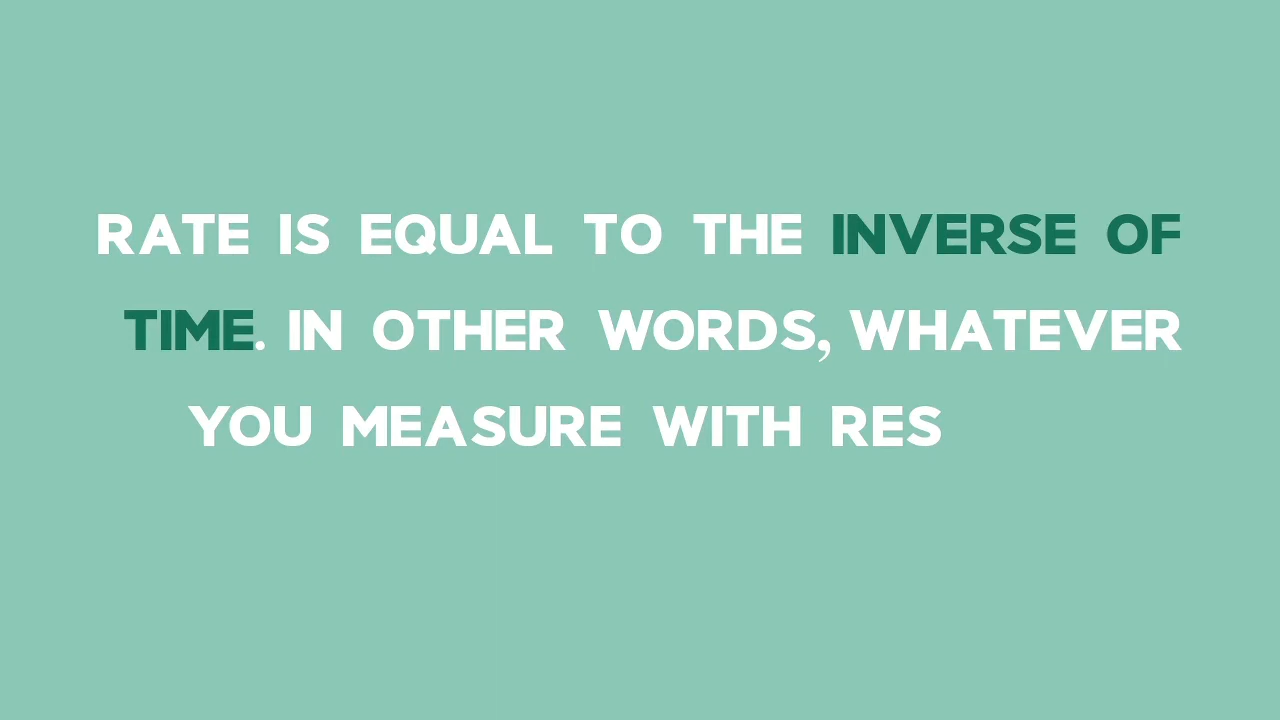 RATE IS EQUAL TO THE INVERSE OF
TIME. IN OTHER WORDS, WHATEVER
YOU MEASURE WITH RES